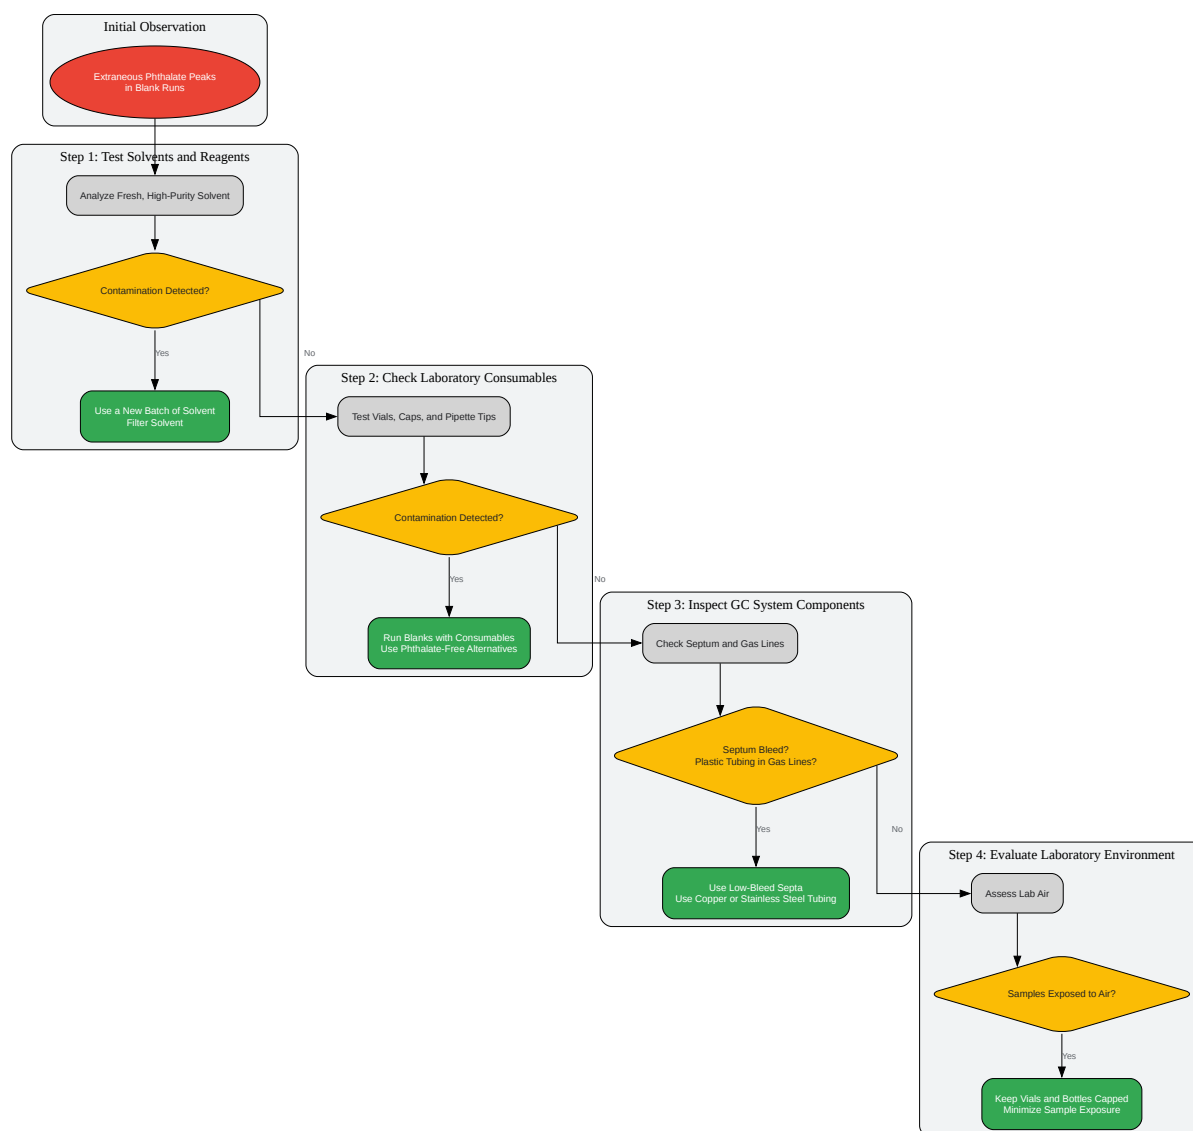 Initial Observation
Extraneous Phthalate Peaks
in Blank Runs
Step 1: Test Solvents and Reagents
Analyze Fresh, High-Purity Solvent
Contamination Detected?
Yes
No
Use a New Batch of Solvent
Filter Solvent
Step 2: Check Laboratory Consumables
Test Vials, Caps, and Pipette Tips
Contamination Detected?
Yes
No
Run Blanks with Consumables
Use Phthalate-Free Alternatives
Step 3: Inspect GC System Components
Check Septum and Gas Lines
Septum Bleed?
Plastic Tubing in Gas Lines?
Yes
No
Use Low-Bleed Septa
Use Copper or Stainless Steel Tubing
Step 4: Evaluate Laboratory Environment
Assess Lab Air
Samples Exposed to Air?
Yes
Keep Vials and Bottles Capped
Minimize Sample Exposure